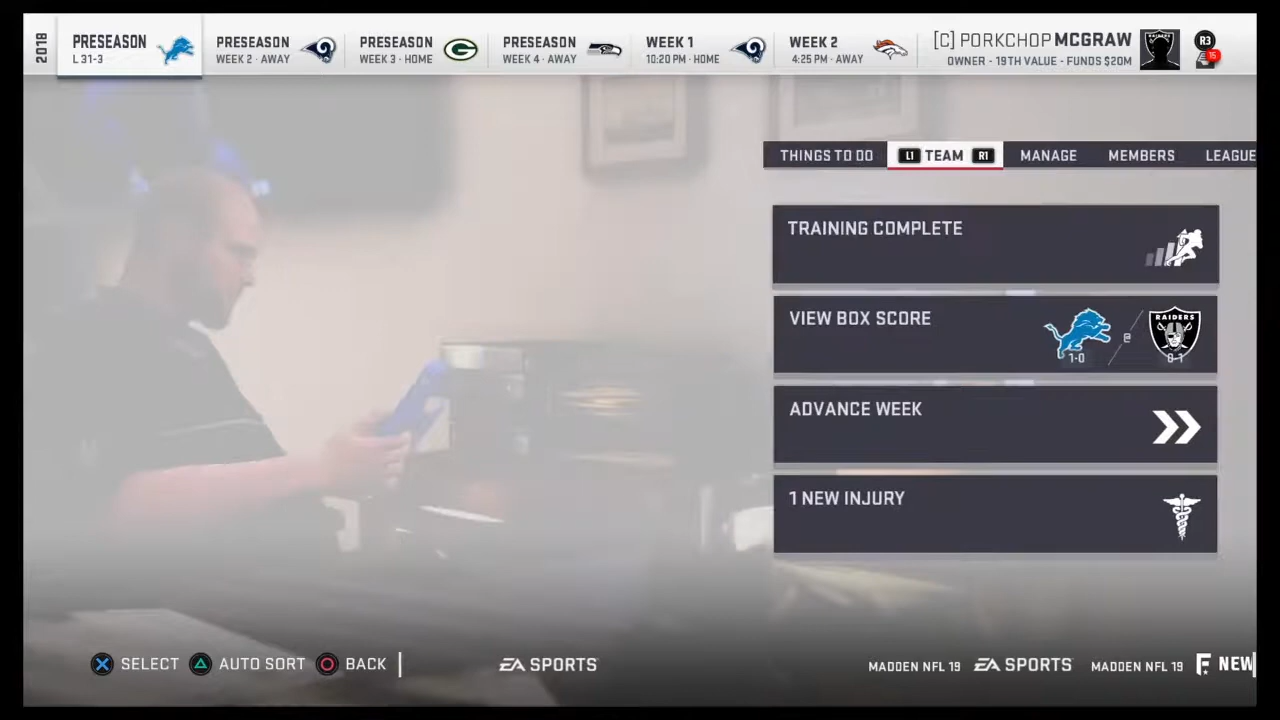 2018
PRESEASON
L 31-3
PRESEASON
WEEK 2 · AWAY
PRESEASON
WEEK 3 · HOME
PRESEASON
WEEK 4 · AWAY
WEEK 1
10:20 PM · HOME
WEEK 2
4:25 PM · AWAY
[C] PORKCHOP MCGRAW
OWNER - 19TH VALUE - FUNDS $20M
R3
15
THINGS TO DO
L1 TEAM R1
MANAGE
MEMBERS
LEAGUE
TRAINING COMPLETE
VIEW BOX SCORE
1-0
@
RAIDERS
0-1
ADVANCE WEEK
1 NEW INJURY
SELECT
AUTO SORT
BACK
EA SPORTS
MADDEN NFL 19
EA SPORTS
MADDEN NFL 19
NEW